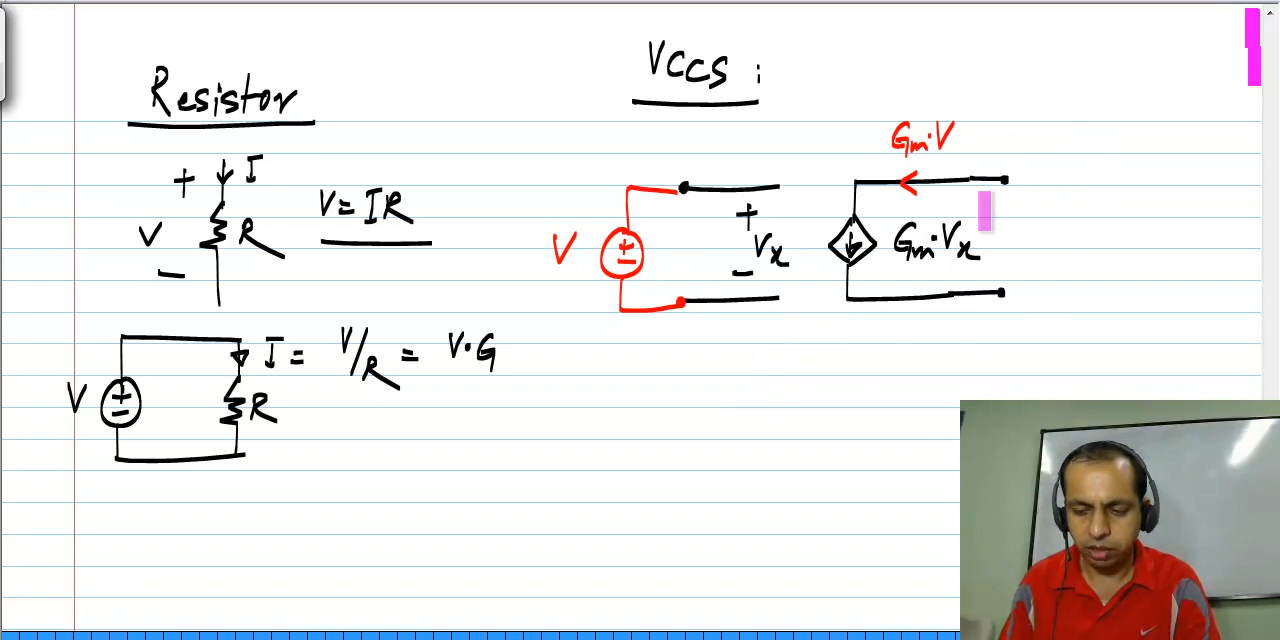 Resistor
+ I
V R
−
V = IR
V + − R
I = V/R = V·G
VCCS :
Gm·V
V + −
+
Vx
−
Gm·Vx